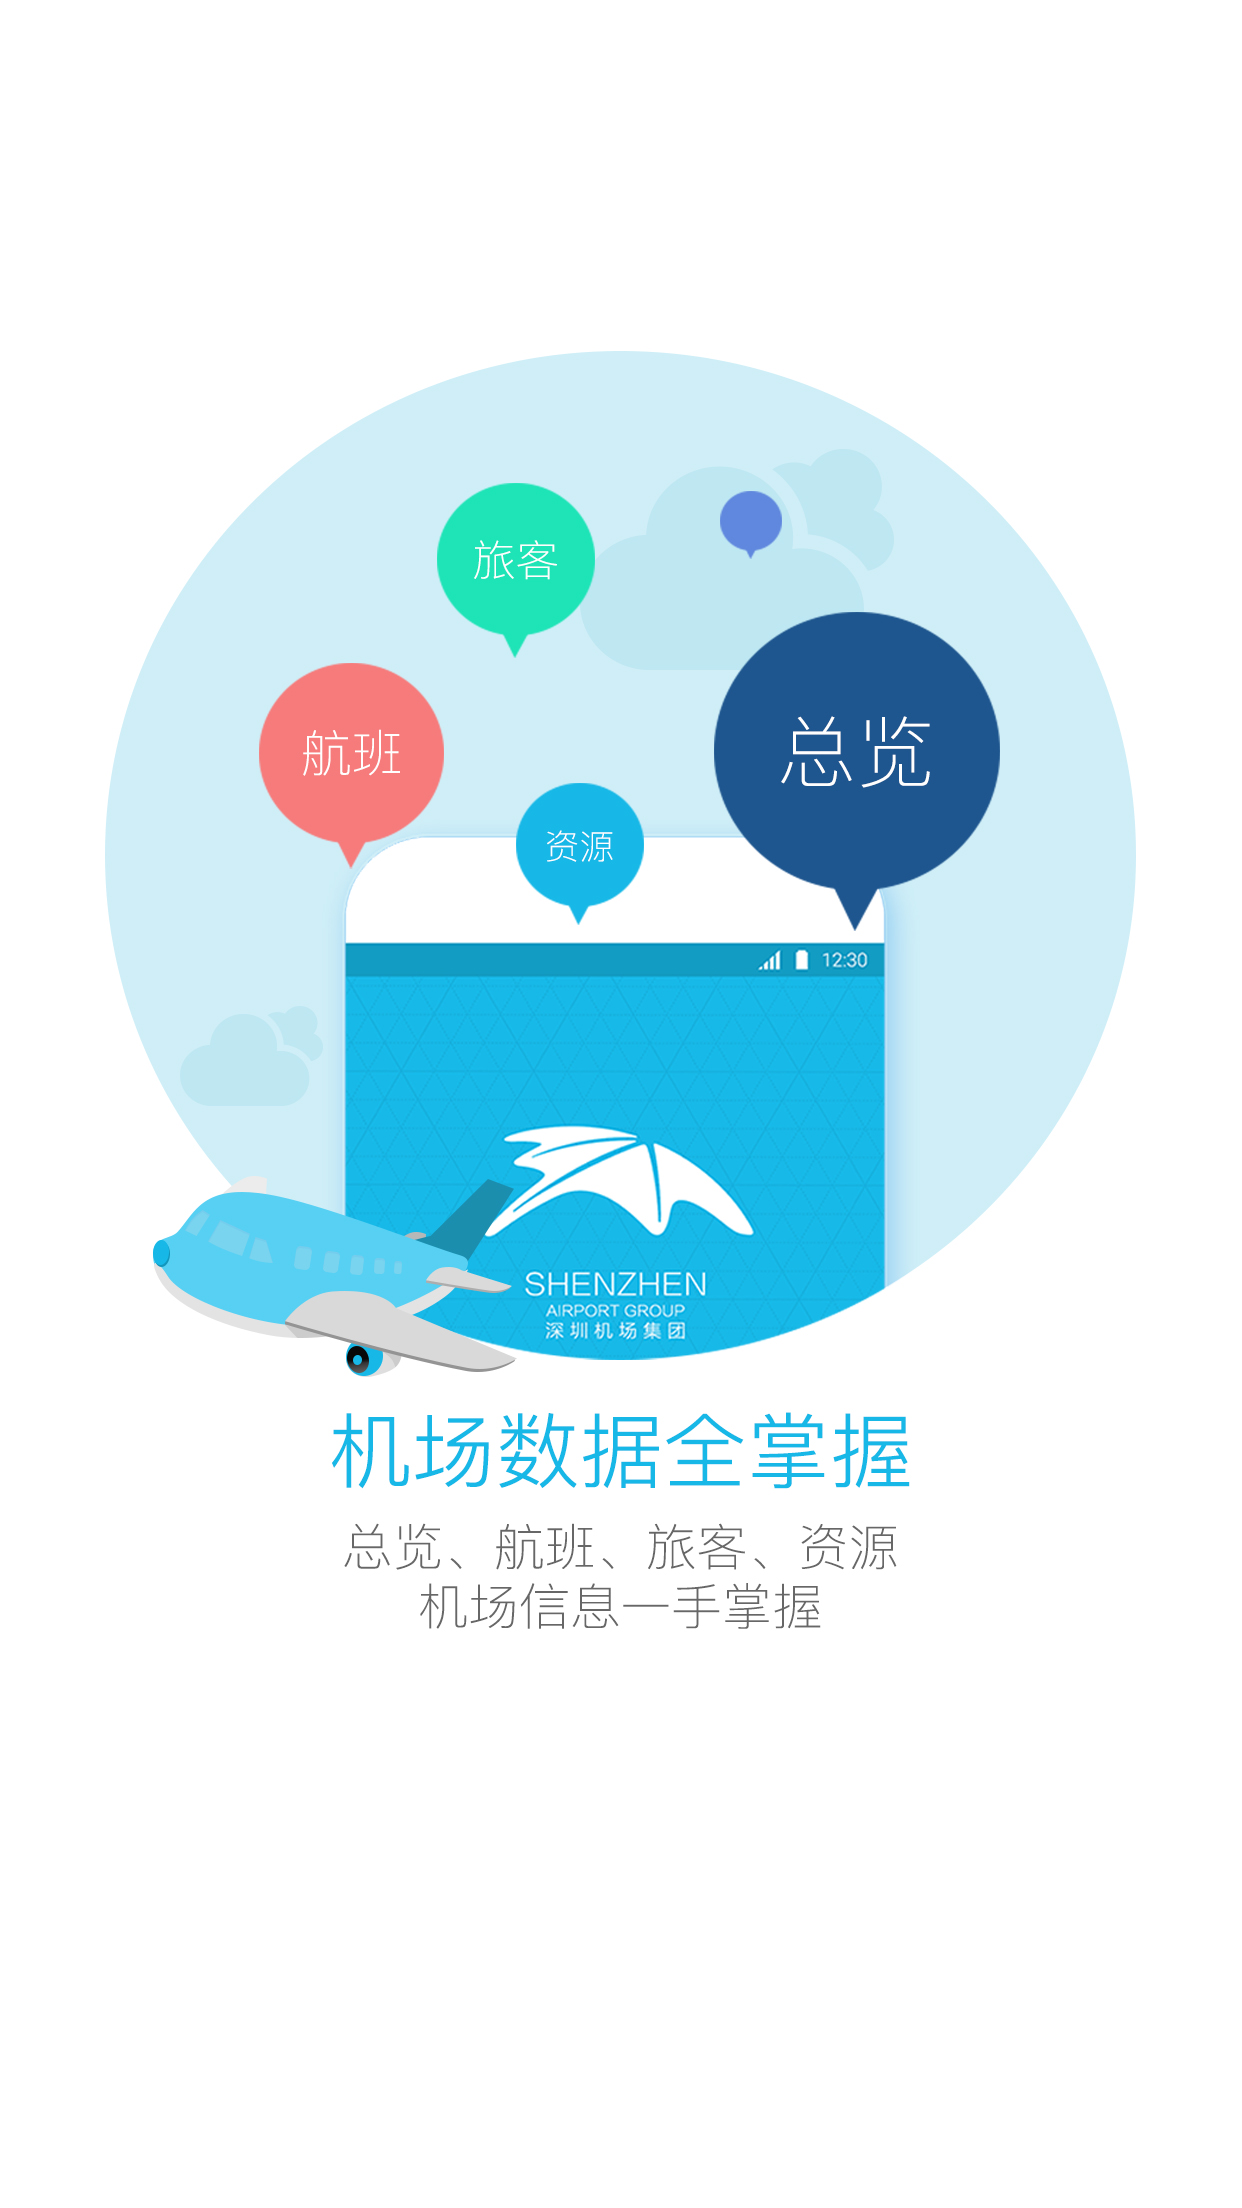 旅客
航班
总览
资源
12:30
SHENZHEN
AIRPORT GROUP
深圳机场集团
机场数据全掌握
总览、航班、旅客、资源
机场信息一手掌握